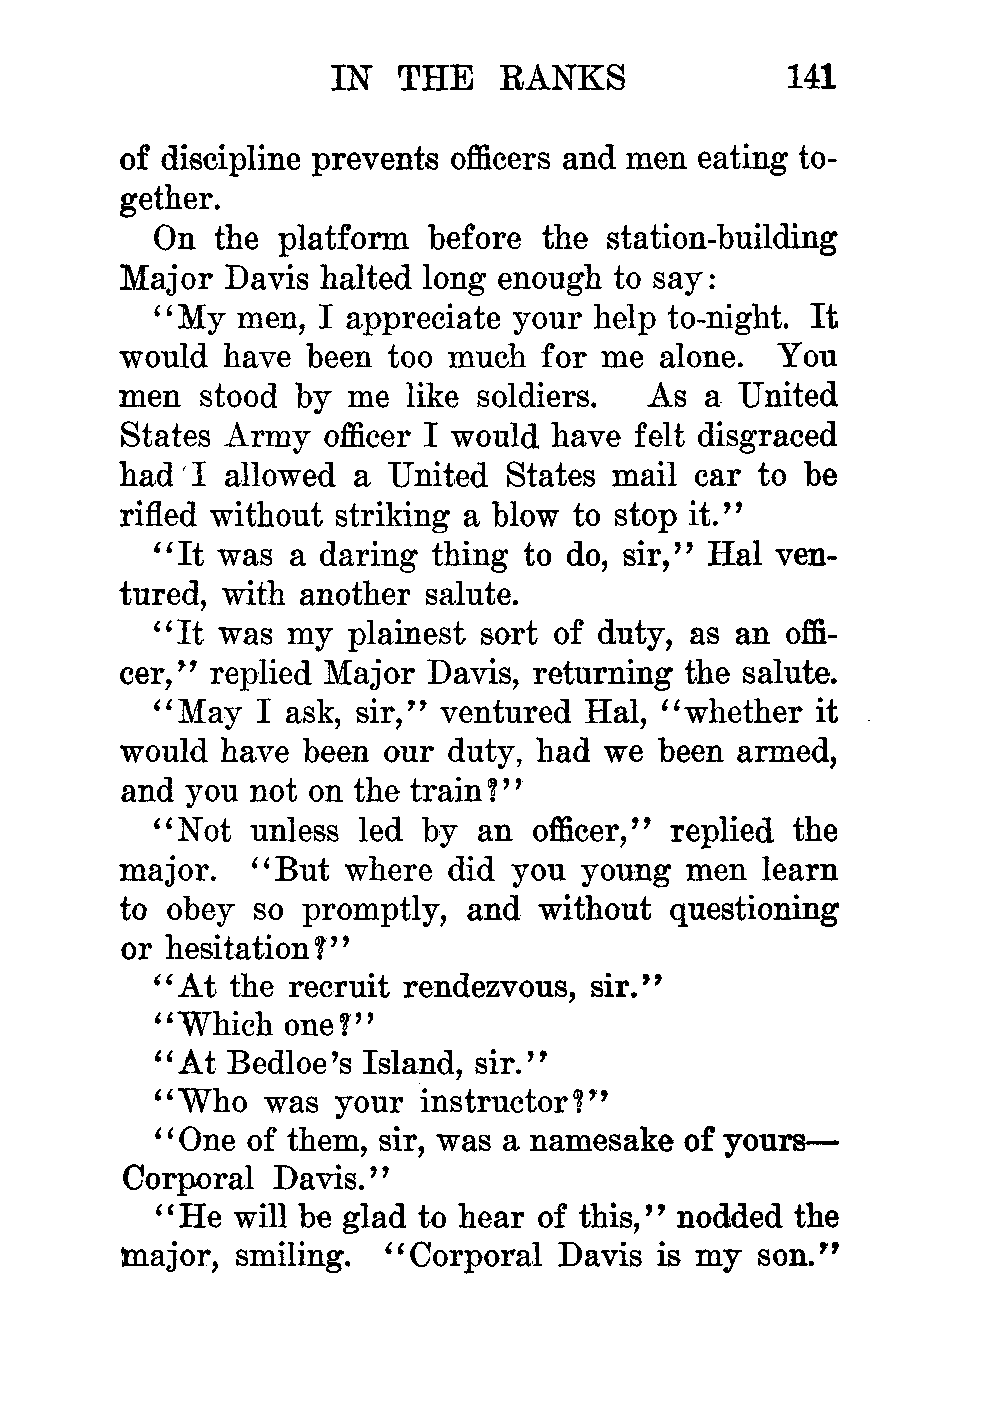 IN THE RANKS 141
of discipline prevents officers and men eating to-
gether.
On the platform before the station-building
Major Davis halted long enough to say:
"My men, I appreciate your help to-night. It
would have been too much for me alone. You
men stood by me like soldiers. As a United
States Army officer I would have felt disgraced
had I allowed a United States mail car to be
rifled without striking a blow to stop it."
"It was a daring thing to do, sir," Hal ven-
tured, with another salute.
"It was my plainest sort of duty, as an offi-
cer," replied Major Davis, returning the salute.
"May I ask, sir," ventured Hal, "whether it
would have been our duty, had we been armed,
and you not on the train?"
"Not unless led by an officer," replied the
major. "But where did you young men learn
to obey so promptly, and without questioning
or hesitation?"
"At the recruit rendezvous, sir."
"Which one?"
"At Bedloe's Island, sir."
"Who was your instructor?"
"One of them, sir, was a namesake of yours—
Corporal Davis."
"He will be glad to hear of this," nodded the
major, smiling. "Corporal Davis is my son."